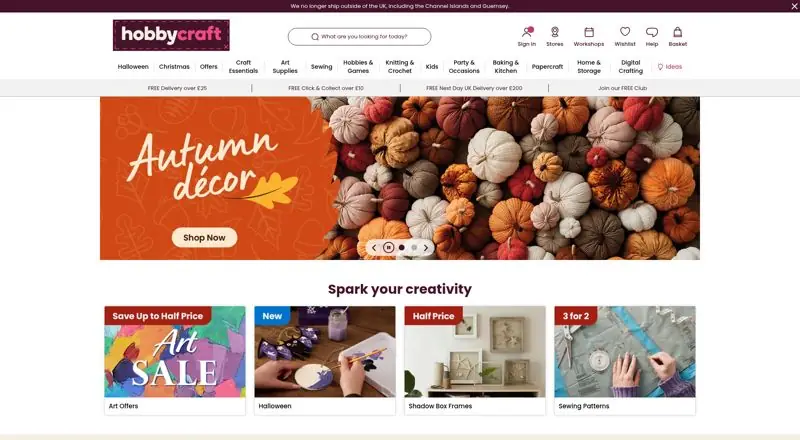 We no longer ship outside of the UK, including the Channel Islands and Guernsey.
hobbycraft
What are you looking for today?
Sign in
Stores
Workshops
Wishlist
Help
Basket
Halloween
Christmas
Offers
Craft
Essentials
Art
Supplies
Sewing
Hobbies &
Games
Knitting &
Crochet
Kids
Party &
Occasions
Baking &
Kitchen
Papercraft
Home &
Storage
Digital
Crafting
Ideas
FREE Delivery over £25
FREE Click & Collect over £10
FREE Next Day UK Delivery over £200
Join our FREE Club
Autumn
décor
Shop Now
Spark your creativity
Save Up to Half Price
Art
SALE
Art Offers
New
Halloween
Half Price
Shadow Box Frames
3 for 2
Sewing Patterns